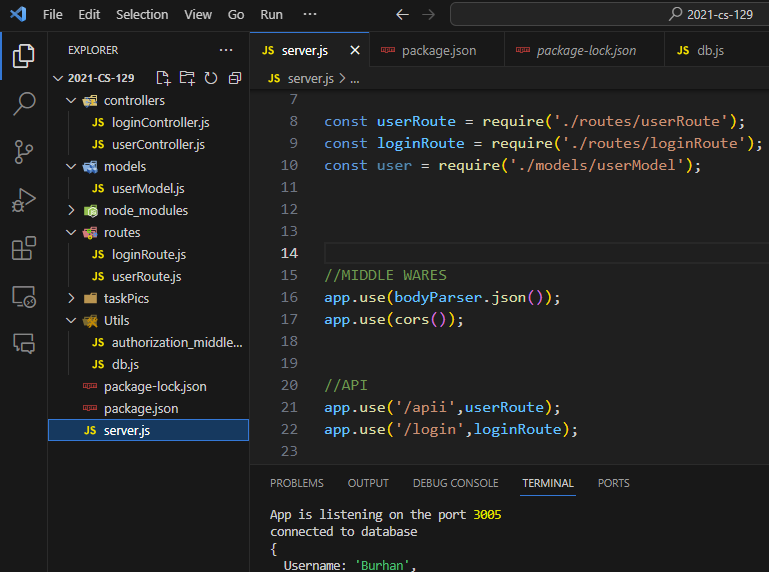 File Edit Selection View Go Run ··· ← → 2021-cs-129
EXPLORER ···
2021-CS-129
controllers
JS loginController.js
JS userController.js
models
JS userModel.js
node_modules
routes
JS loginRoute.js
JS userRoute.js
taskPics
Utils
JS authorization_middle...
JS db.js
package-lock.json
package.json
JS server.js
JS server.js × package.json package-lock.json JS db.js
JS server.js > ...
7
8 const userRoute = require('./routes/userRoute');
9 const loginRoute = require('./routes/loginRoute');
10 const user = require('./models/userModel');
11
12
13
14
15 //MIDDLE WARES
16 app.use(bodyParser.json());
17 app.use(cors());
18
19
20 //API
21 app.use('/apii',userRoute);
22 app.use('/login',loginRoute);
23
PROBLEMS OUTPUT DEBUG CONSOLE TERMINAL PORTS
App is listening on the port 3005
connected to database
{
Username: 'Burhan',